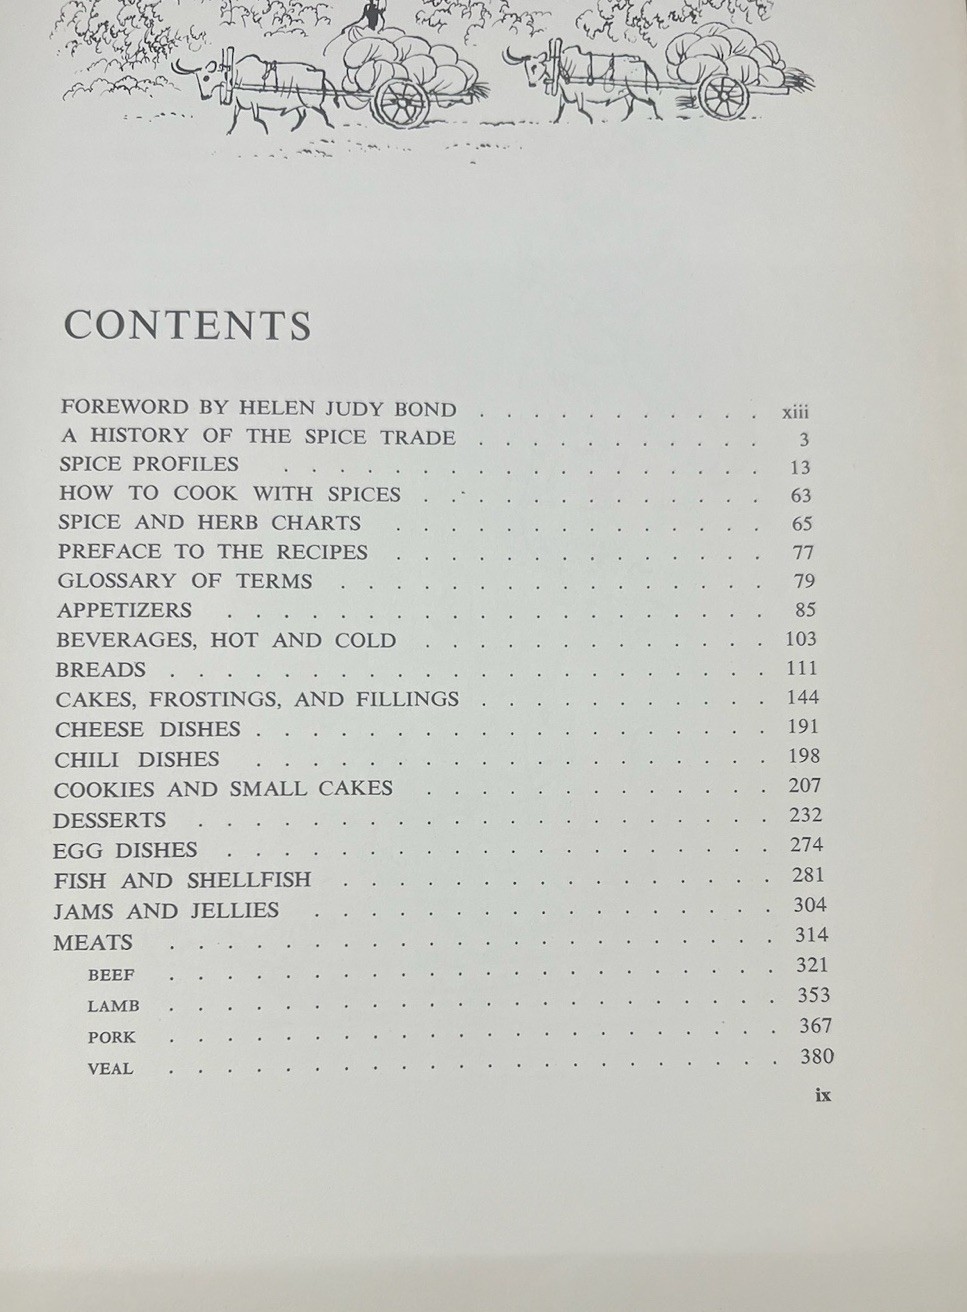 CONTENTS
FOREWORD BY HELEN JUDY BOND . . . . . . . . . . . xiii
A HISTORY OF THE SPICE TRADE . . . . . . . . . . . 3
SPICE PROFILES . . . . . . . . . . . . . . . . . . 13
HOW TO COOK WITH SPICES . . . . . . . . . . . . . 63
SPICE AND HERB CHARTS . . . . . . . . . . . . . . 65
PREFACE TO THE RECIPES . . . . . . . . . . . . . . 77
GLOSSARY OF TERMS . . . . . . . . . . . . . . . . 79
APPETIZERS . . . . . . . . . . . . . . . . . . . . 85
BEVERAGES, HOT AND COLD . . . . . . . . . . . . . 103
BREADS . . . . . . . . . . . . . . . . . . . . . . 111
CAKES, FROSTINGS, AND FILLINGS . . . . . . . . . . . 144
CHEESE DISHES . . . . . . . . . . . . . . . . . . . 191
CHILI DISHES . . . . . . . . . . . . . . . . . . . 198
COOKIES AND SMALL CAKES . . . . . . . . . . . . . 207
DESSERTS . . . . . . . . . . . . . . . . . . . . . 232
EGG DISHES . . . . . . . . . . . . . . . . . . . . 274
FISH AND SHELLFISH . . . . . . . . . . . . . . . . 281
JAMS AND JELLIES . . . . . . . . . . . . . . . . . 304
MEATS . . . . . . . . . . . . . . . . . . . . . . 314
BEEF . . . . . . . . . . . . . . . . . . . . . . 321
LAMB . . . . . . . . . . . . . . . . . . . . . . 353
PORK . . . . . . . . . . . . . . . . . . . . . . 367
VEAL . . . . . . . . . . . . . . . . . . . . . . 380
ix